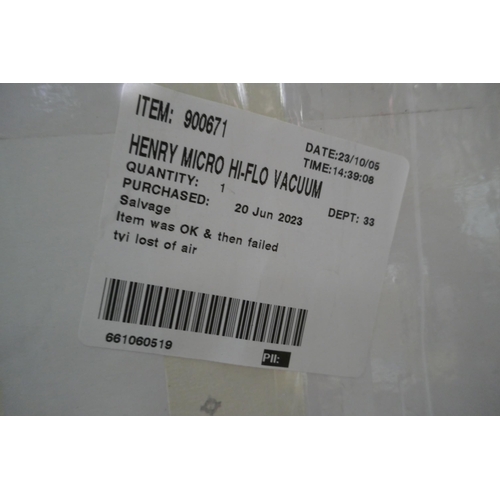 ITEM: 900671
DATE:23/10/05
HENRY MICRO HI-FLO VACUUM
TIME:14:39:08
QUANTITY: 1
PURCHASED: 20 Jun 2023 DEPT: 33
Salvage
Item was OK & then failed
tyi lost of air
661060519
PII: